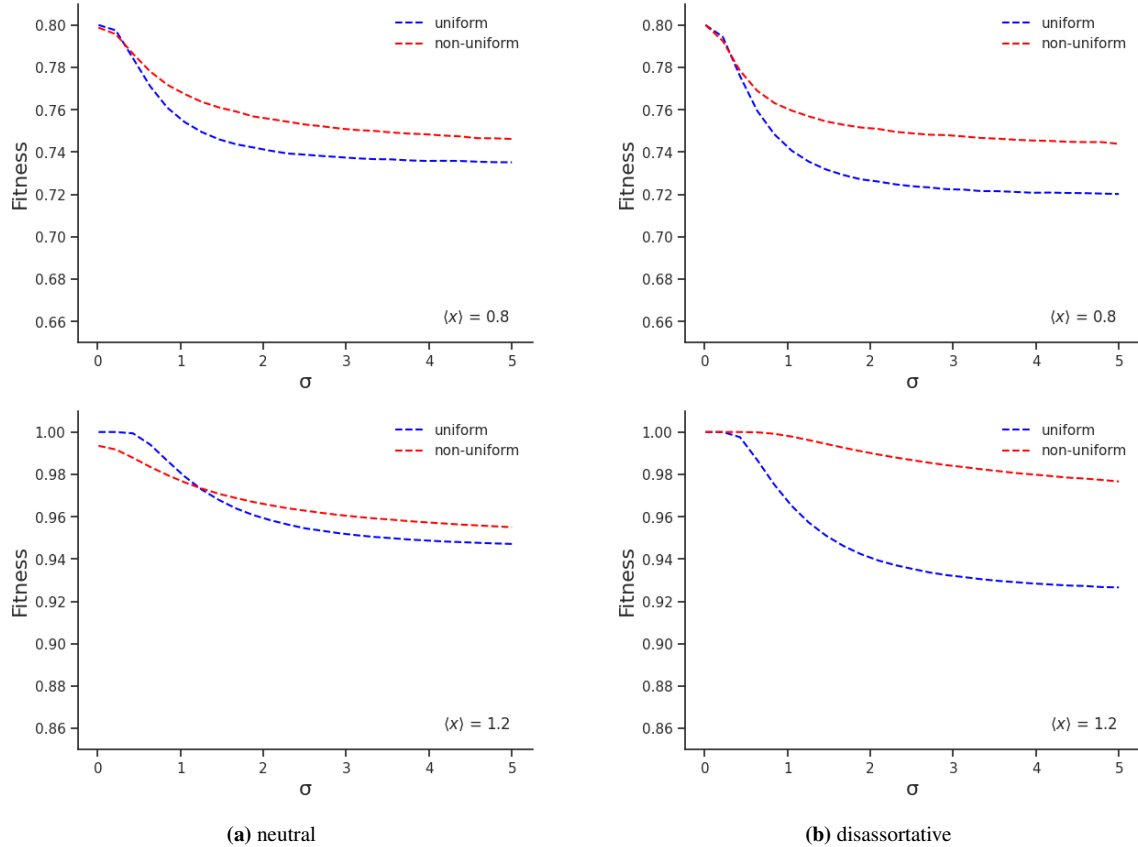 uniform
non-uniform
0.80
0.78
0.76
0.74
0.72
0.70
0.68
0.66
Fitness
⟨x⟩ = 0.8
0 1 2 3 4 5
σ
uniform
non-uniform
0.80
0.78
0.76
0.74
0.72
0.70
0.68
0.66
Fitness
⟨x⟩ = 0.8
0 1 2 3 4 5
σ
uniform
non-uniform
1.00
0.98
0.96
0.94
0.92
0.90
0.88
0.86
Fitness
⟨x⟩ = 1.2
0 1 2 3 4 5
σ
(a) neutral
uniform
non-uniform
1.00
0.98
0.96
0.94
0.92
0.90
0.88
0.86
Fitness
⟨x⟩ = 1.2
0 1 2 3 4 5
σ
(b) disassortative